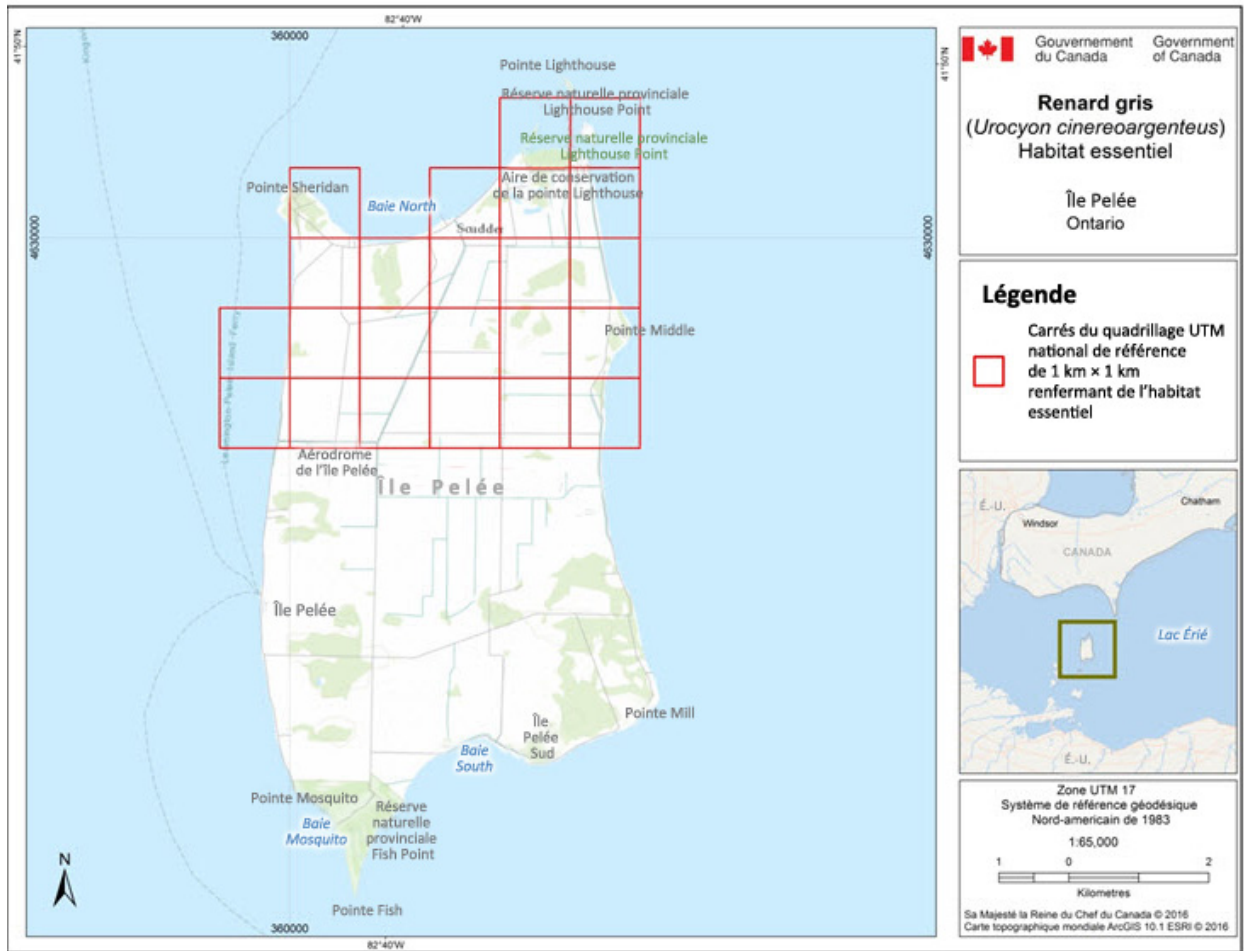 82°40'W
360000
41°50'N
41°50'N
Pointe Lighthouse
Réserve naturelle provinciale
Lighthouse Point
Réserve naturelle provinciale
Lighthouse Point
Aire de conservation
de la pointe Lighthouse
Pointe Sheridan
Baie North
Scudder
4630000
4630000
Pointe Middle
Leamington-Pelee-Island-Ferry
Aérodrome
de l'île Pelée
Île Pelée
Île Pelée
Pointe Mill
Île
Pelée
Sud
Baie
South
Pointe Mosquito
Baie
Mosquito
Réserve
naturelle
provinciale
Fish Point
Pointe Fish
N
360000
82°40'W
Gouvernement
du Canada
Government
of Canada
Renard gris
(Urocyon cinereoargenteus)
Habitat essentiel
Île Pelée
Ontario
Légende
Carrés du quadrillage UTM
national de référence
de 1 km × 1 km
renfermant de l'habitat
essentiel
É.-U.
Windsor
Chatham
CANADA
Lac Érié
É.-U.
Zone UTM 17
Système de référence géodésique
Nord-americain de 1983
1:65,000
1 0 2
Kilometres
Sa Majesté la Reine du Chef du Canada © 2016
Carte topographique mondiale ArcGIS 10.1 ESRI © 2016